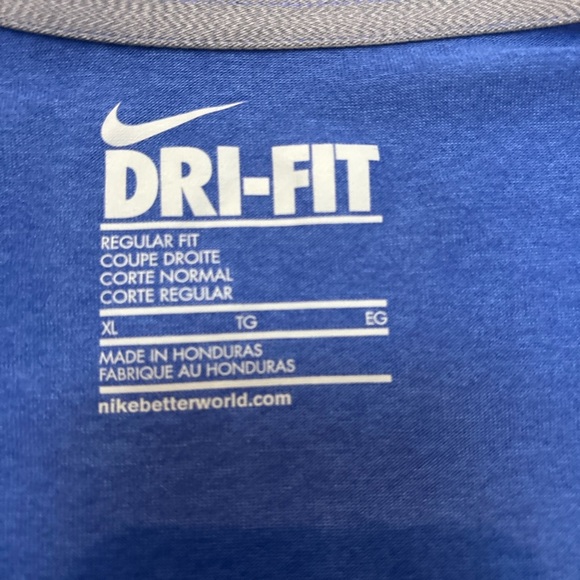 DRI-FIT
REGULAR FIT
COUPE DROITE
CORTE NORMAL
CORTE REGULAR
XL TG EG
MADE IN HONDURAS
FABRIQUE AU HONDURAS
nikebetterworld.com